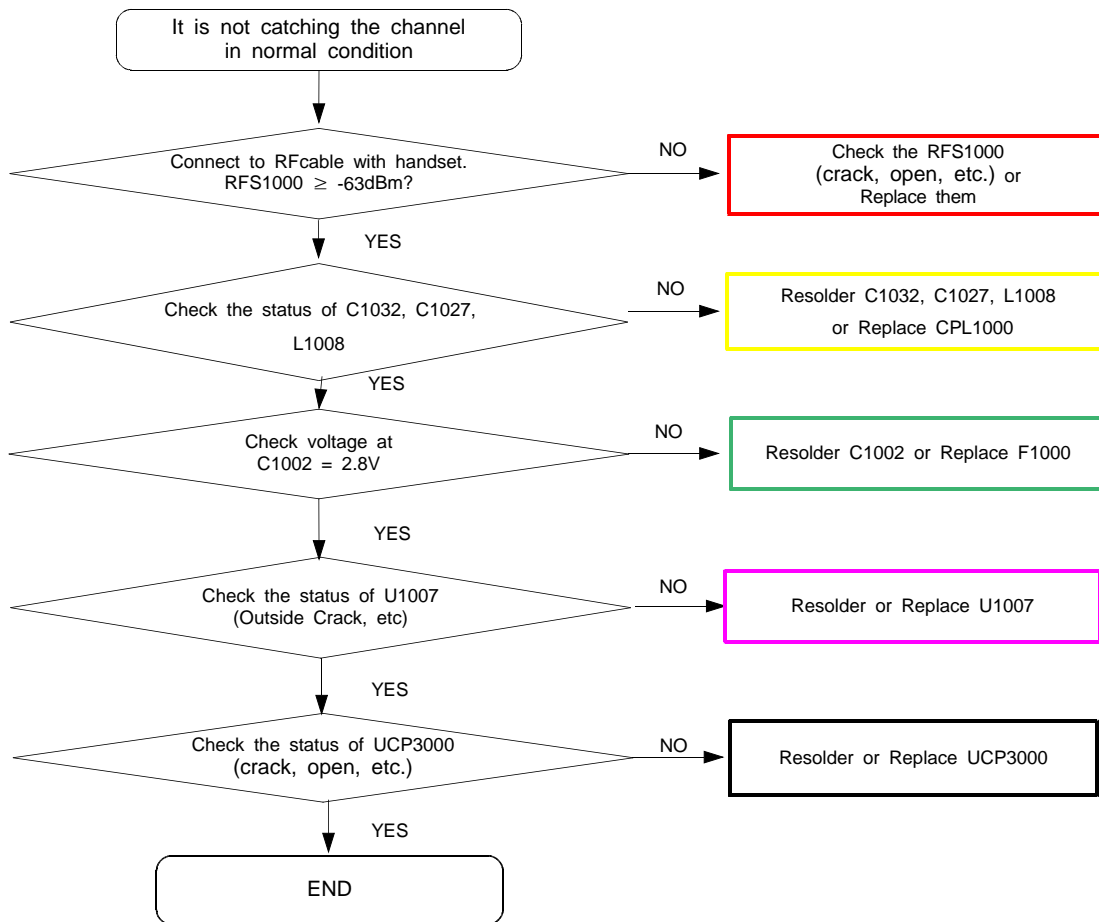 It is not catching the channel
in normal condition
Connect to RFcable with handset.
RFS1000 ≥ -63dBm?
NO
Check the RFS1000
(crack, open, etc.) or
Replace them
YES
Check the status of C1032, C1027,
L1008
NO
Resolder C1032, C1027, L1008
or Replace CPL1000
YES
Check voltage at
C1002 = 2.8V
NO
Resolder C1002 or Replace F1000
YES
Check the status of U1007
(Outside Crack, etc)
NO
Resolder or Replace U1007
YES
Check the status of UCP3000
(crack, open, etc.)
NO
Resolder or Replace UCP3000
YES
END